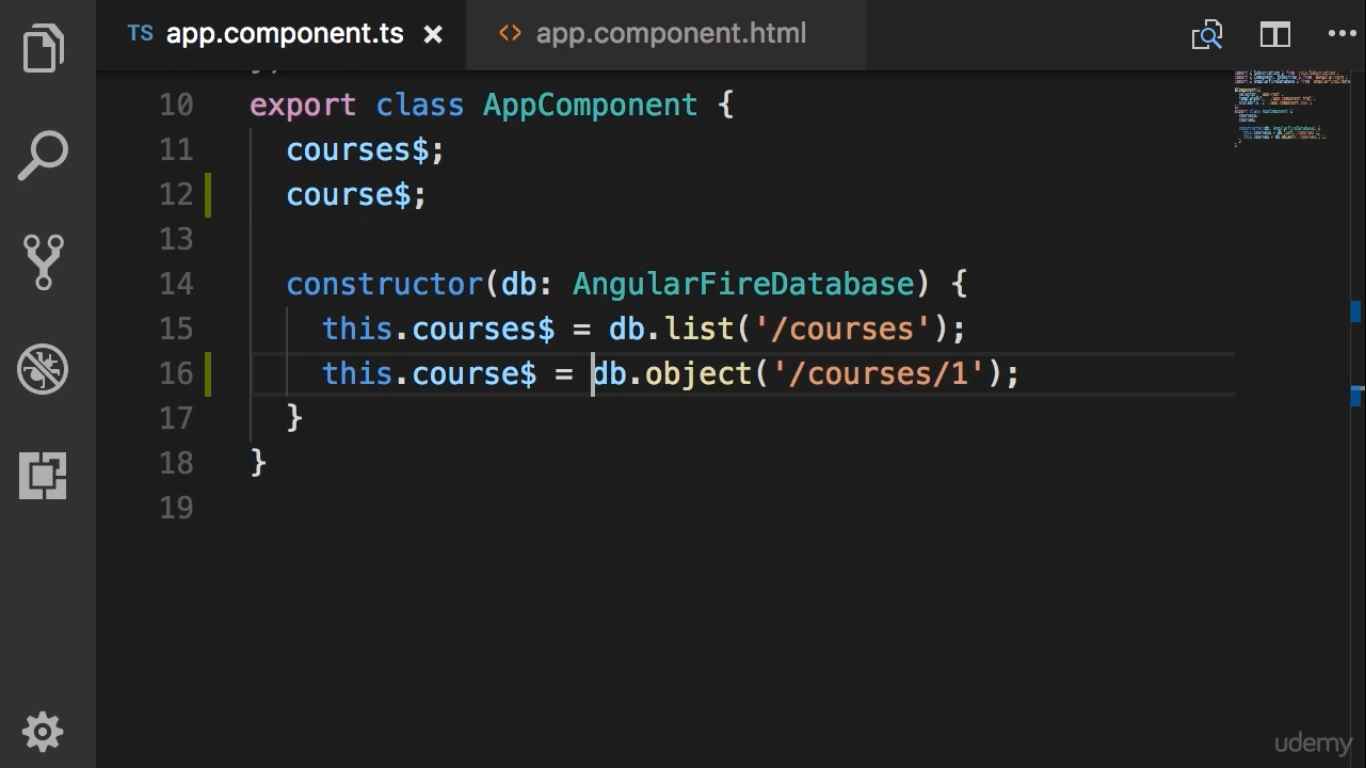 TS app.component.ts × <> app.component.html
10 export class AppComponent {
11 courses$;
12 course$;
13
14 constructor(db: AngularFireDatabase) {
15 this.courses$ = db.list('/courses');
16 this.course$ = db.object('/courses/1');
17 }
18 }
19
udemy